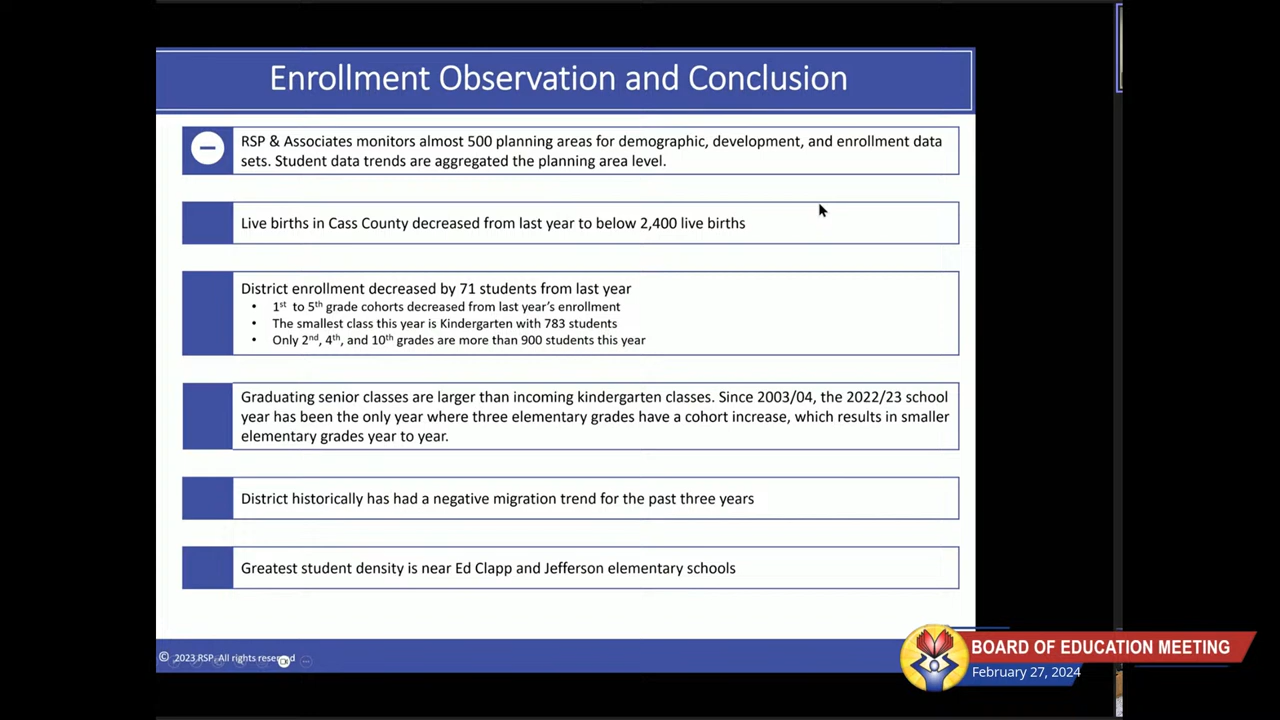 Enrollment Observation and Conclusion
RSP & Associates monitors almost 500 planning areas for demographic, development, and enrollment data
sets. Student data trends are aggregated the planning area level.
Live births in Cass County decreased from last year to below 2,400 live births
District enrollment decreased by 71 students from last year
• 1st to 5th grade cohorts decreased from last year's enrollment
• The smallest class this year is Kindergarten with 783 students
• Only 2nd, 4th, and 10th grades are more than 900 students this year
Graduating senior classes are larger than incoming kindergarten classes. Since 2003/04, the 2022/23 school
year has been the only year where three elementary grades have a cohort increase, which results in smaller
elementary grades year to year.
District historically has had a negative migration trend for the past three years
Greatest student density is near Ed Clapp and Jefferson elementary schools
© 2023 RSP. All rights reserved
BOARD OF EDUCATION MEETING
February 27, 2024